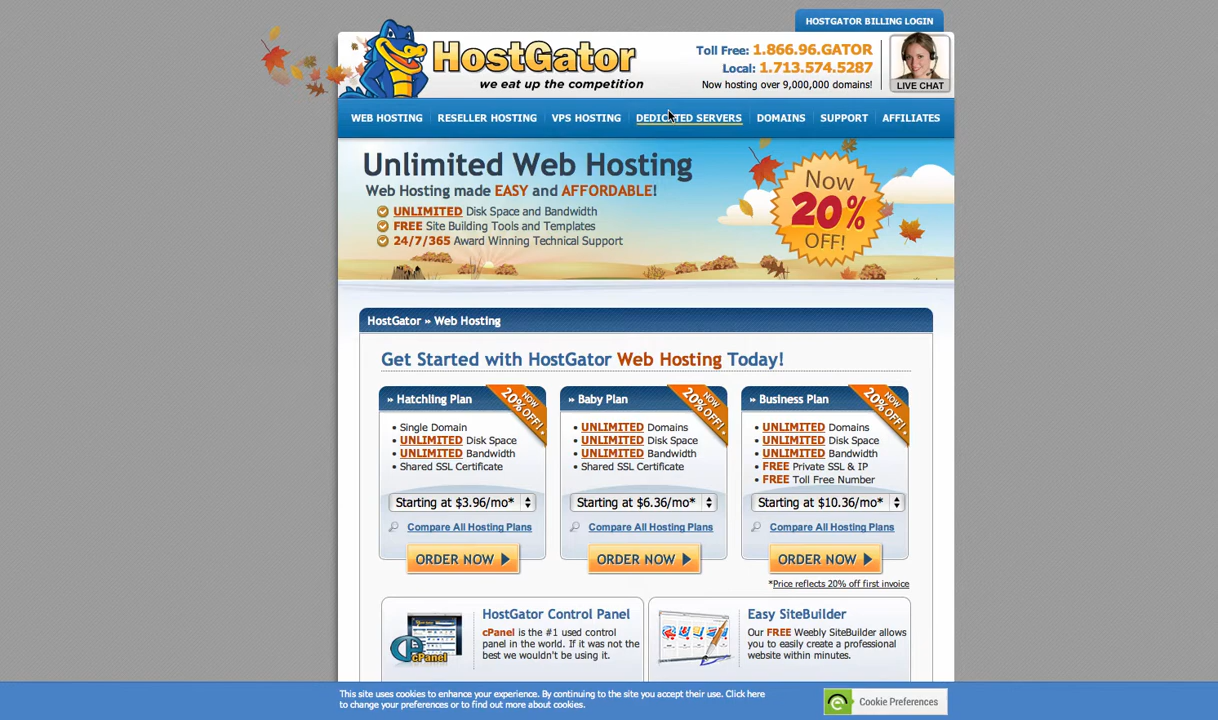 HOSTGATOR BILLING LOGIN
HostGator
we eat up the competition
Toll Free: 1.866.96.GATOR
Local: 1.713.574.5287
Now hosting over 9,000,000 domains!
LIVE CHAT
WEB HOSTING RESELLER HOSTING VPS HOSTING DEDICATED SERVERS DOMAINS SUPPORT AFFILIATES
Unlimited Web Hosting
Web Hosting made EASY and AFFORDABLE!
UNLIMITED Disk Space and Bandwidth
FREE Site Building Tools and Templates
24/7/365 Award Winning Technical Support
Now
20%
OFF!
HostGator » Web Hosting
Get Started with HostGator Web Hosting Today!
» Hatchling Plan
NOW
20% OFF!
• Single Domain
• UNLIMITED Disk Space
• UNLIMITED Bandwidth
• Shared SSL Certificate
Starting at $3.96/mo*
Compare All Hosting Plans
ORDER NOW
» Baby Plan
NOW
20% OFF!
• UNLIMITED Domains
• UNLIMITED Disk Space
• UNLIMITED Bandwidth
• Shared SSL Certificate
Starting at $6.36/mo*
Compare All Hosting Plans
ORDER NOW
» Business Plan
NOW
20% OFF!
• UNLIMITED Domains
• UNLIMITED Disk Space
• UNLIMITED Bandwidth
• FREE Private SSL & IP
• FREE Toll Free Number
Starting at $10.36/mo*
Compare All Hosting Plans
ORDER NOW
*Price reflects 20% off first invoice
cPanel
HostGator Control Panel
cPanel is the #1 used control
panel in the world. If it was not the
best we wouldn't be using it.
Easy SiteBuilder
Our FREE Weebly SiteBuilder allows
you to easily create a professional
website within minutes.
This site uses cookies to enhance your experience. By continuing to the site you accept their use. Click here
to change your preferences or to find out more about cookies.
Cookie Preferences